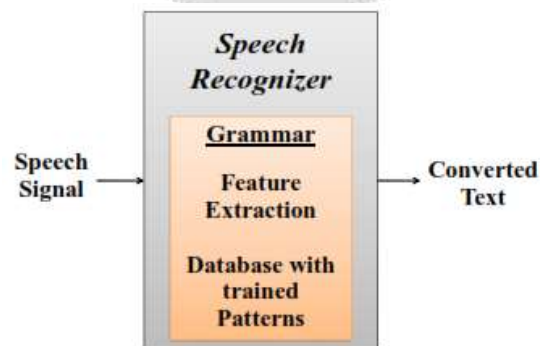 Speech
Recognizer
Grammar
Speech
Signal
Feature
Extraction
Converted
Text
Database with
trained
Patterns